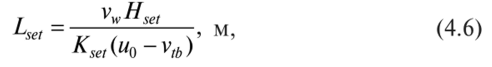 L_set = v_w H_set / K_set (u_0 − v_tb), м, (4.6)